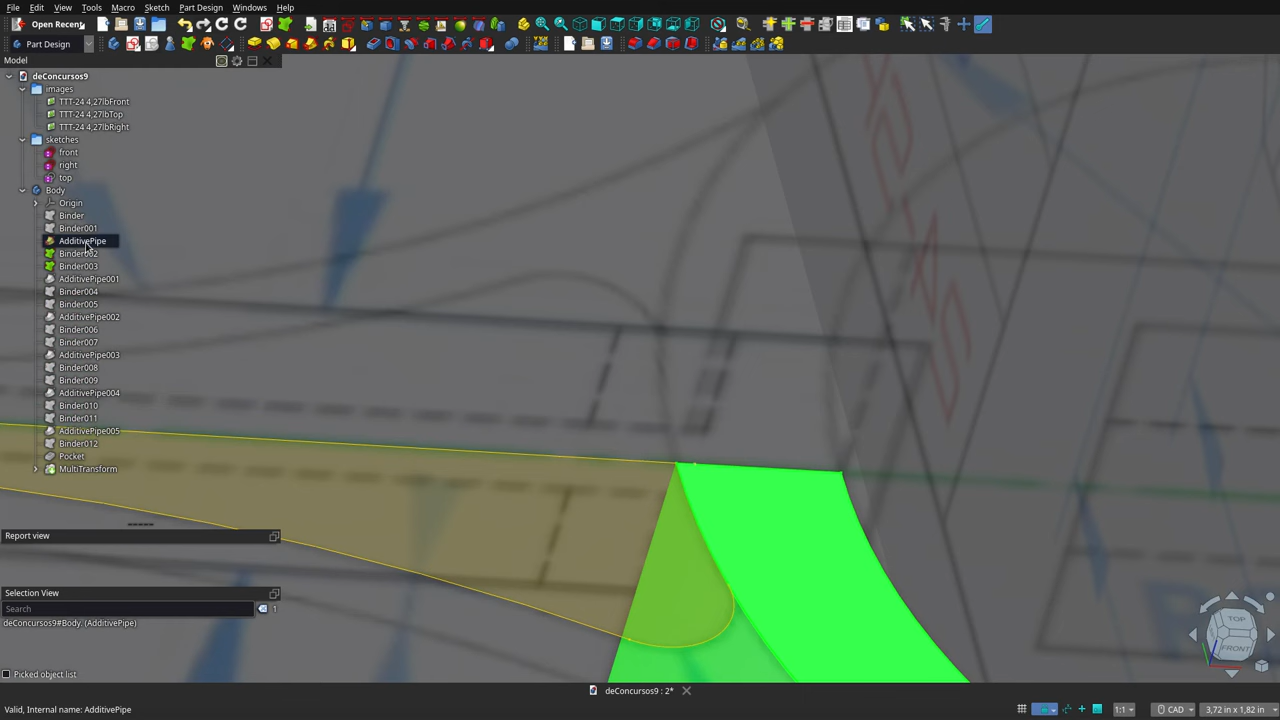 File Edit View Tools Macro Sketch Part Design Windows Help
Open Recent
Part Design
Model
deConcursos9
images
TTT-24 4,27lbFront
TTT-24 4,27lbTop
TTT-24 4,27lbRight
sketches
front
right
top
Body
Origin
Binder
Binder001
AdditivePipe
Binder002
Binder003
AdditivePipe001
Binder004
Binder005
AdditivePipe002
Binder006
Binder007
AdditivePipe003
Binder008
Binder009
AdditivePipe004
Binder010
Binder011
AdditivePipe005
Binder012
Pocket
MultiTransform
Report view
Selection View
Search
1
deConcursos9#Body. (AdditivePipe)
Picked object list
TOP
FRONT
deConcursos9 : 2*
Valid, Internal name: AdditivePipe
1:1
CAD
3,72 in x 1,82 in